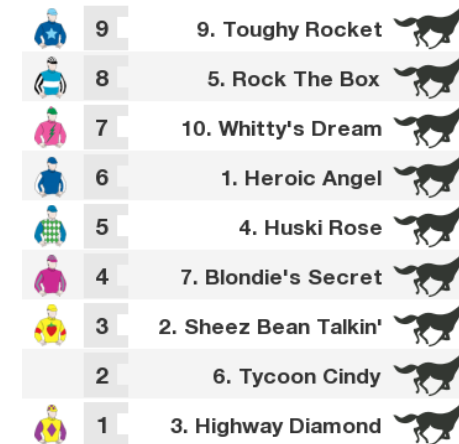 9 9. Toughy Rocket
8 5. Rock The Box
7 10. Whitty's Dream
6 1. Heroic Angel
5 4. Huski Rose
4 7. Blondie's Secret
3 2. Sheez Bean Talkin'
2 6. Tycoon Cindy
1 3. Highway Diamond